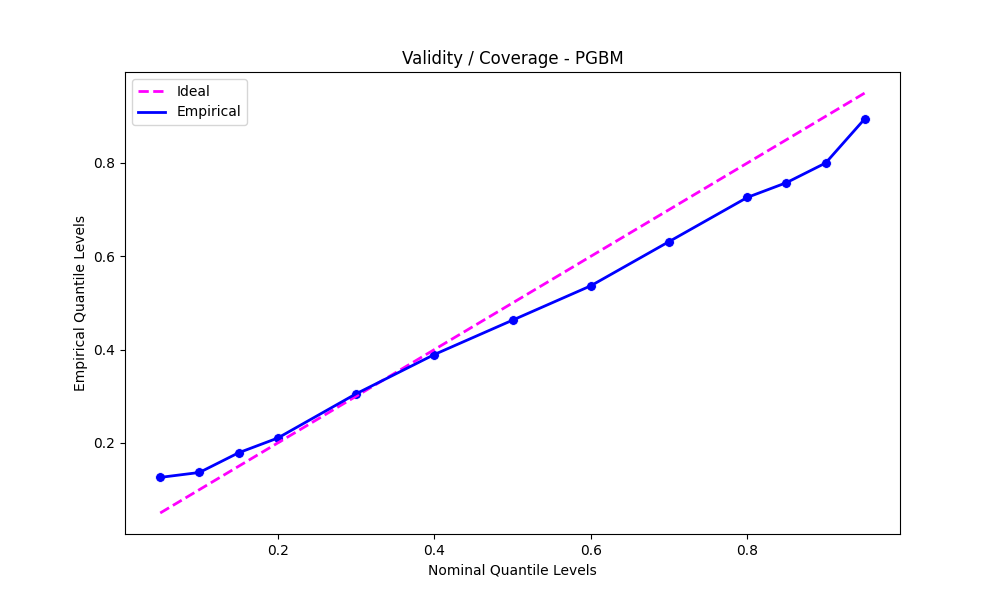 Validity / Coverage - PGBM
Ideal
Empirical
0.8
0.6
0.4
0.2
Empirical Quantile Levels
0.2
0.4
0.6
0.8
Nominal Quantile Levels